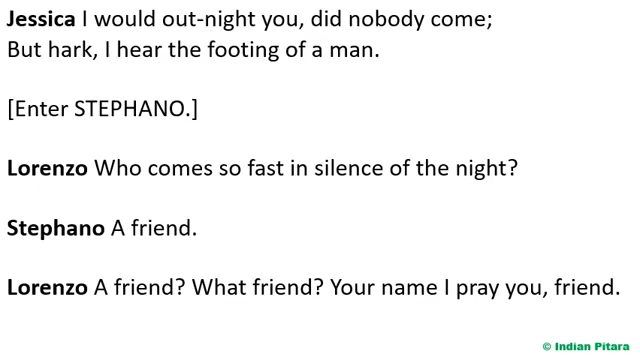 Jessica I would out-night you, did nobody come;
But hark, I hear the footing of a man.
[Enter STEPHANO.]
Lorenzo Who comes so fast in silence of the night?
Stephano A friend.
Lorenzo A friend? What friend? Your name I pray you, friend.
© Indian Pitara